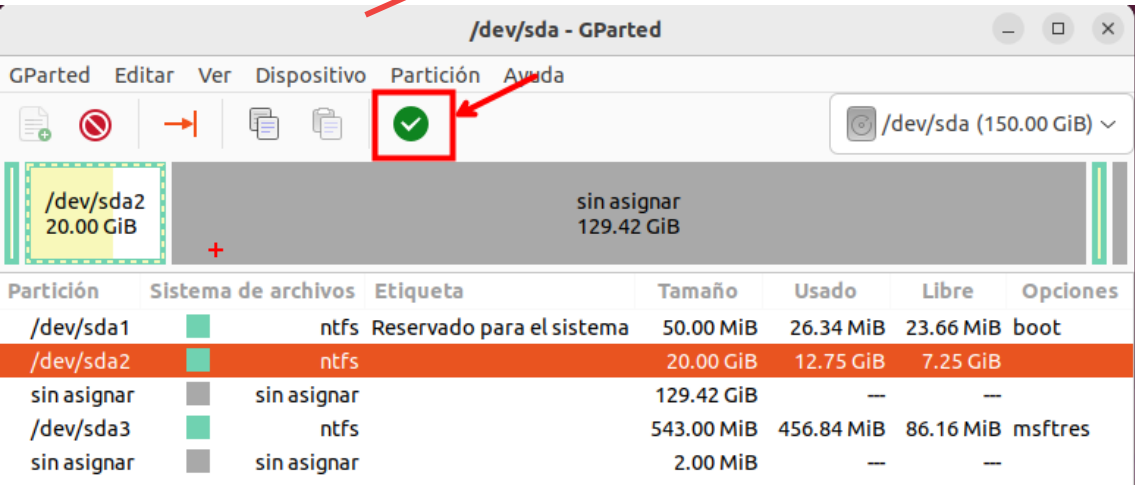 /dev/sda - GParted
GParted Editar Ver Dispositivo Partición Ayuda
/dev/sda (150.00 GiB)
/dev/sda2
20.00 GiB
sin asignar
129.42 GiB
Partición Sistema de archivos Etiqueta Tamaño Usado Libre Opciones
/dev/sda1 ntfs Reservado para el sistema 50.00 MiB 26.34 MiB 23.66 MiB boot
/dev/sda2 ntfs 20.00 GiB 12.75 GiB 7.25 GiB
sin asignar sin asignar 129.42 GiB --- ---
/dev/sda3 ntfs 543.00 MiB 456.84 MiB 86.16 MiB msftres
sin asignar sin asignar 2.00 MiB --- ---